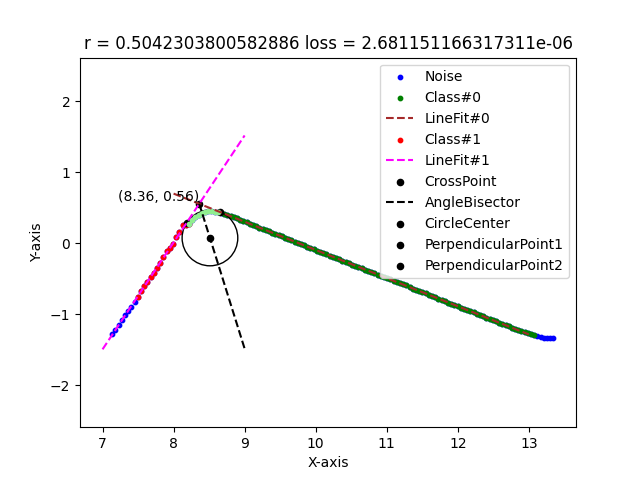 r = 0.5042303800582886 loss = 2.681151166317311e-06
Noise
Class#0
LineFit#0
Class#1
LineFit#1
CrossPoint
AngleBisector
CircleCenter
PerpendicularPoint1
PerpendicularPoint2
(8.36, 0.56)
2
1
0
−1
−2
Y-axis
7 8 9 10 11 12 13
X-axis